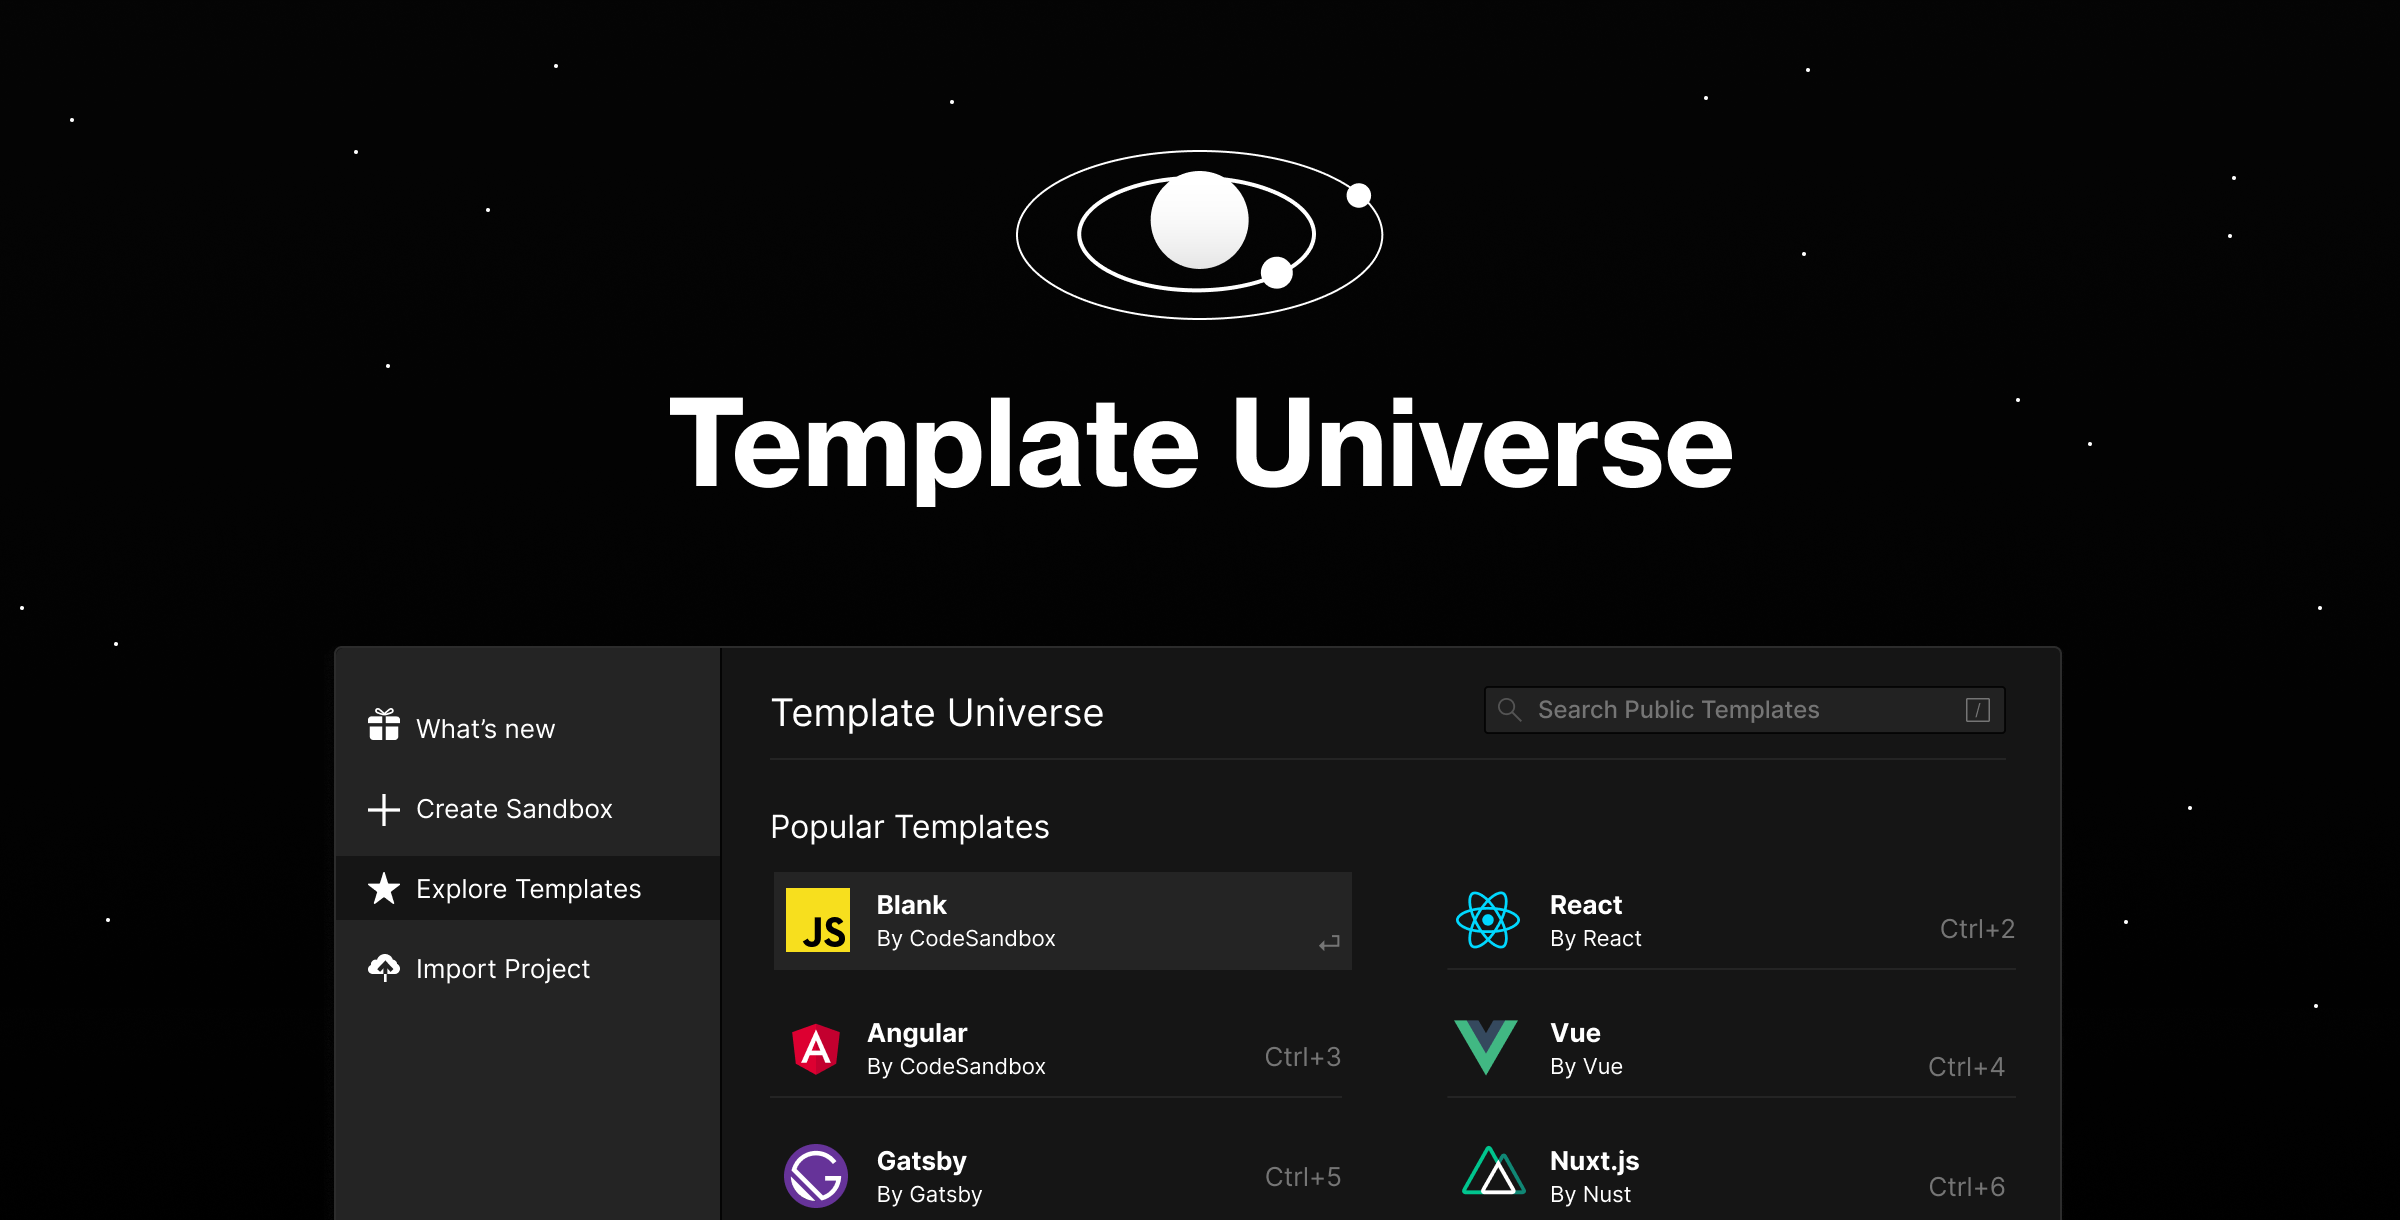 Template Universe
What’s new
Create Sandbox
Explore Templates
Import Project
Template Universe
Search Public Templates
/
Popular Templates
JS
Blank
By CodeSandbox
React
By React
Ctrl+2
A
Angular
By CodeSandbox
Ctrl+3
Vue
By Vue
Ctrl+4
Gatsby
By Gatsby
Ctrl+5
Nuxt.js
By Nust
Ctrl+6